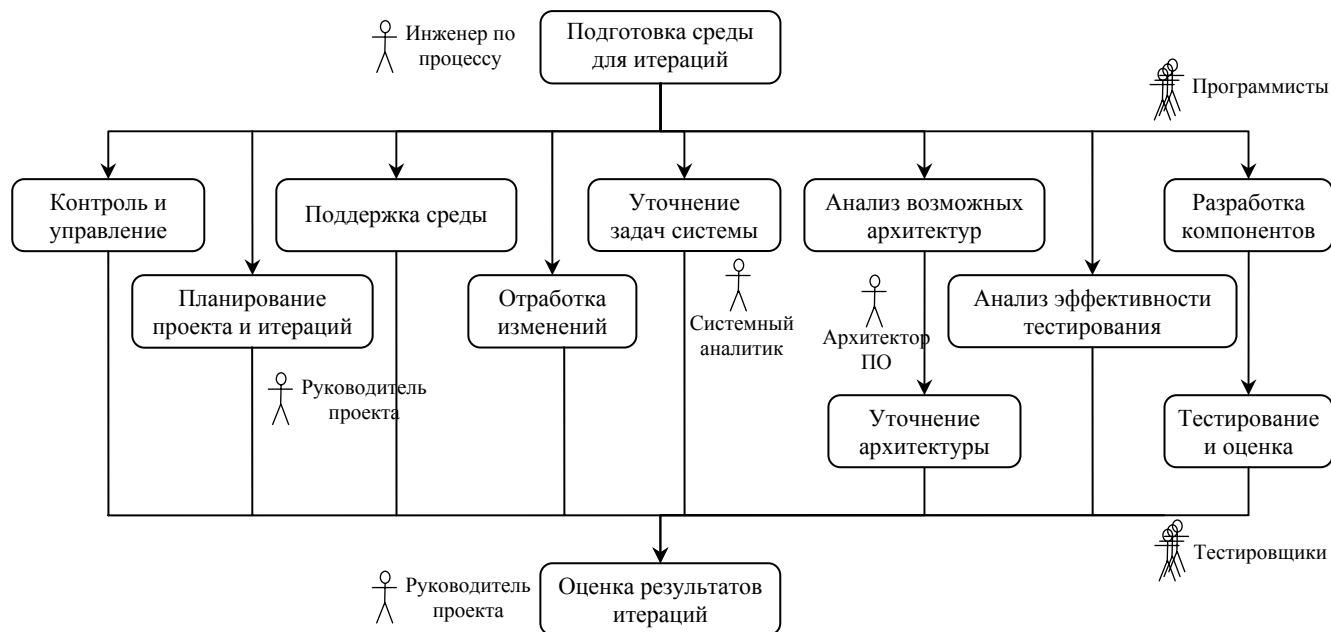 Инженер по
процессу
Подготовка среды
для итераций
Программисты
Контроль и
управление
Поддержка среды
Уточнение
задач системы
Анализ возможных
архитектур
Разработка
компонентов
Планирование
проекта и итераций
Отработка
изменений
Системный
аналитик
Архитектор
ПО
Анализ эффективности
тестирования
Руководитель
проекта
Уточнение
архитектуры
Тестирование
и оценка
Тестировщики
Руководитель
проекта
Оценка результатов
итераций